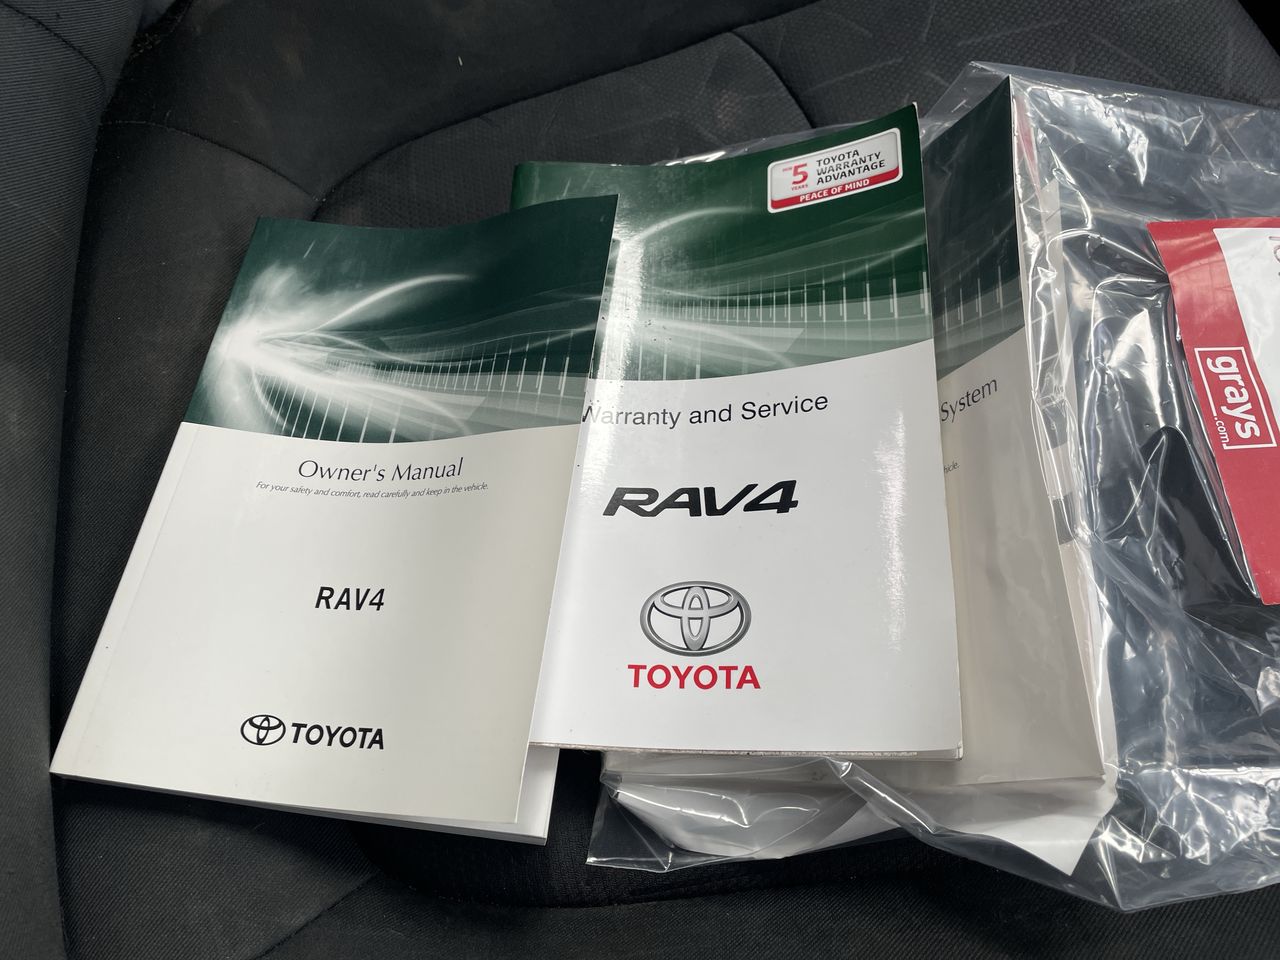 Owner's Manual
For your safety and comfort, read carefully and keep in the vehicle.
RAV4
TOYOTA
NEW 5 YEARS
TOYOTA
WARRANTY
ADVANTAGE
PEACE OF MIND
Warranty and Service
RAV4
TOYOTA
System
grays
.com